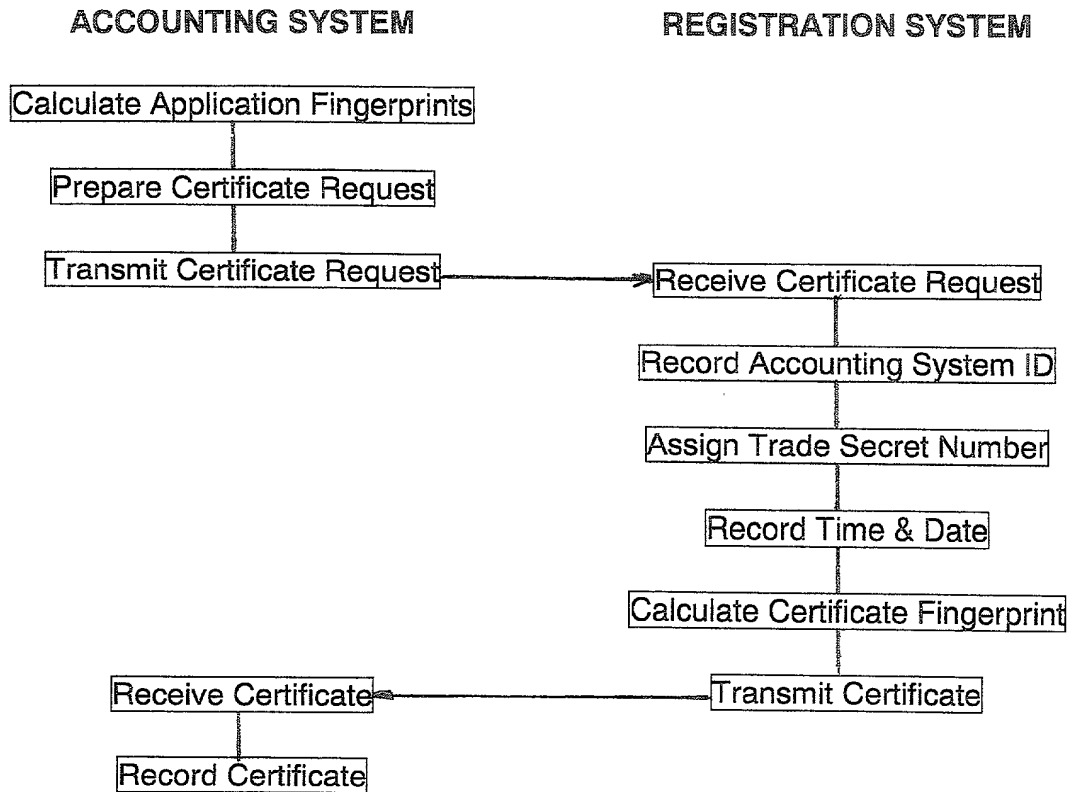 ACCOUNTING SYSTEM
REGISTRATION SYSTEM
Calculate Application Fingerprints
Prepare Certificate Request
Transmit Certificate Request
Receive Certificate Request
Record Accounting System ID
Assign Trade Secret Number
Record Time & Date
Calculate Certificate Fingerprint
Transmit Certificate
Receive Certificate
Record Certificate